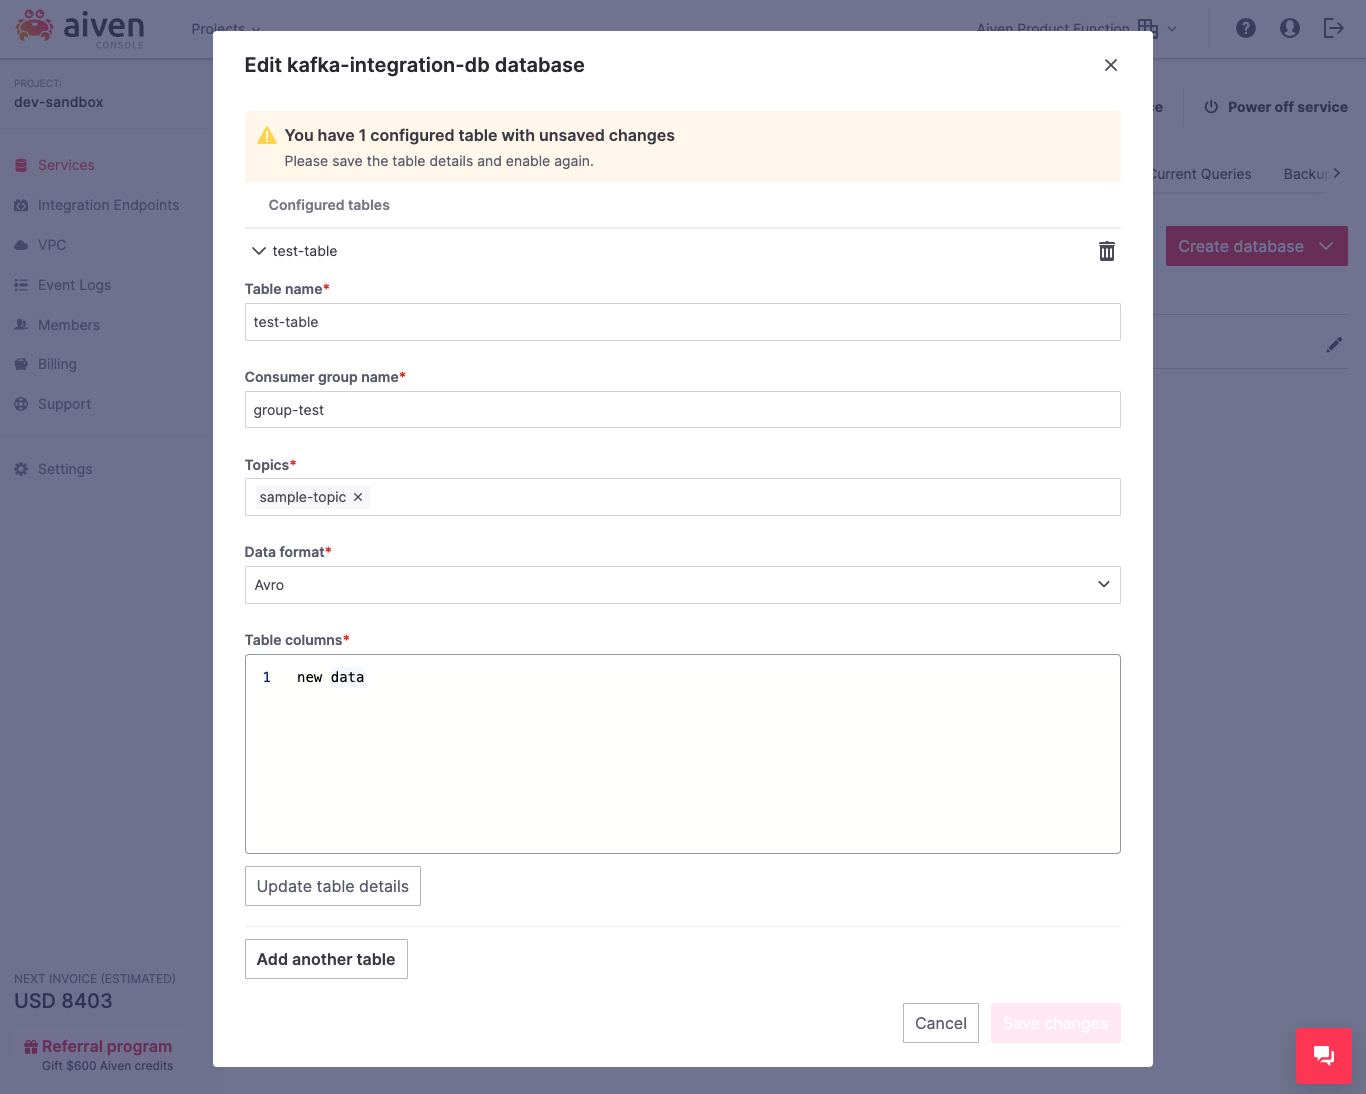 aiven
CONSOLE
Projects
Aiven Product Function
PROJECT:
dev-sandbox
Services
Integration Endpoints
VPC
Event Logs
Members
Billing
Support
Settings
NEXT INVOICE (ESTIMATED)
USD 8403
Referral program
Gift $600 Aiven credits
Power off service
Current Queries
Create database
Edit kafka-integration-db database
You have 1 configured table with unsaved changes
Please save the table details and enable again.
Configured tables
test-table
Table name*
test-table
Consumer group name*
group-test
Topics*
sample-topic
Data format*
Avro
Table columns*
1 new data
Update table details
Add another table
Cancel
Save changes